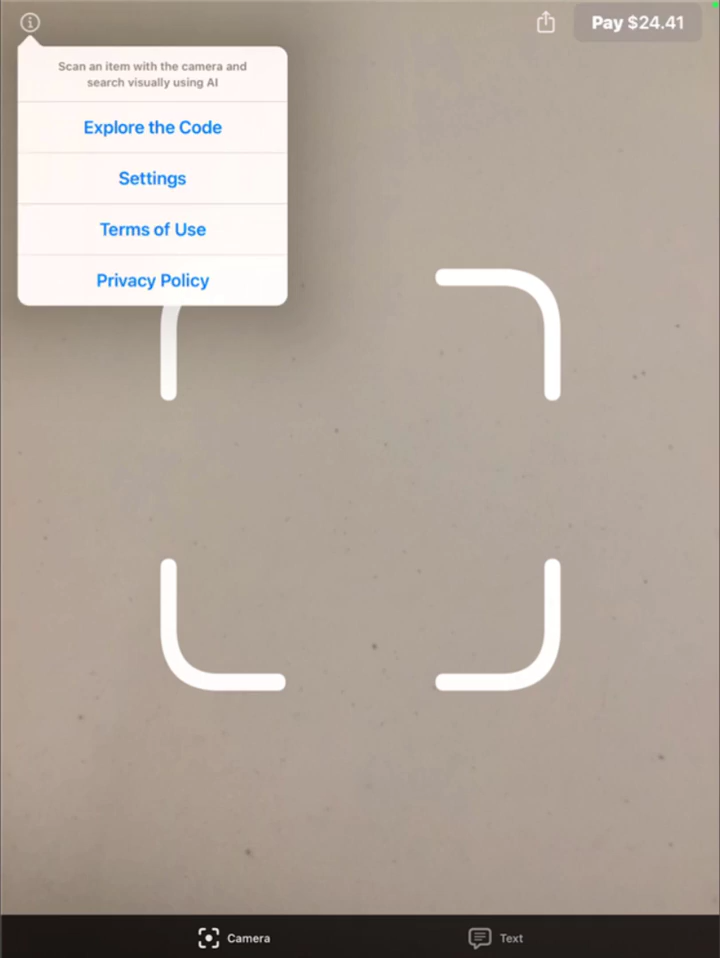 Pay $24.41
Scan an item with the camera and
search visually using AI
Explore the Code
Settings
Terms of Use
Privacy Policy
Camera
Text